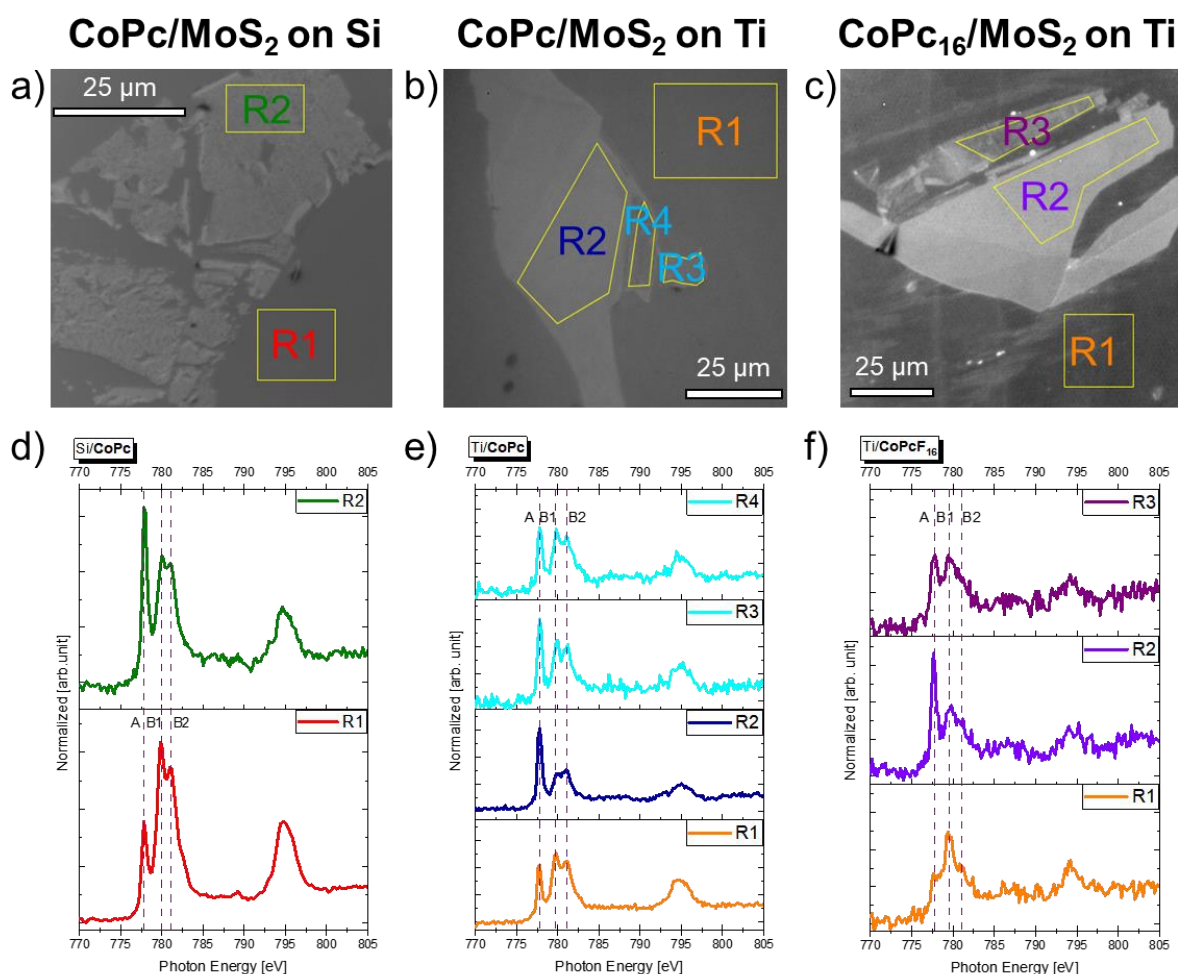 CoPc/MoS₂ on Si
CoPc/MoS₂ on Ti
CoPc₁₆/MoS₂ on Ti
a)
25 µm
R2
R1
b)
R1
R2
R4
R3
25 µm
c)
R3
R2
R1
25 µm
d)
Si/CoPc
770 775 780 785 790 795 800 805
R2
A B1 B2
R1
Normalized [arb.unit]
770 775 780 785 790 795 800 805
Photon Energy [eV]
e)
Ti/CoPc
770 775 780 785 790 795 800 805
R4
A B1 B2
R3
R2
R1
Normalized [arb.unit]
770 775 780 785 790 795 800 805
Photon Energy [eV]
f)
Ti/CoPcF₁₆
770 775 780 785 790 795 800 805
R3
A B1 B2
R2
R1
Normalized [arb. unit]
770 775 780 785 790 795 800 805
Photon Energy [eV]